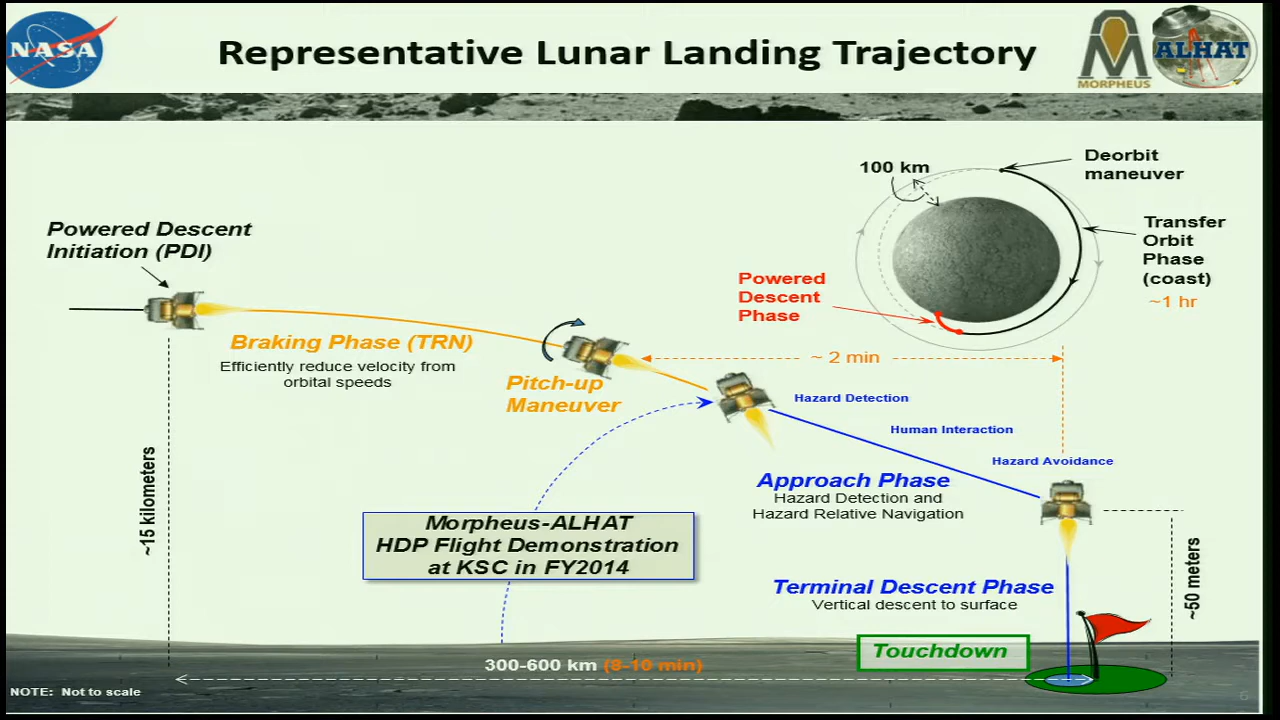 NASA
Representative Lunar Landing Trajectory
MORPHEUS
ALHAT
100 km
Deorbit
maneuver
Transfer
Orbit
Phase
(coast)
~1 hr
Powered
Descent
Phase
Powered Descent
Initiation (PDI)
Braking Phase (TRN)
Efficiently reduce velocity from
orbital speeds
Pitch-up
Maneuver
~ 2 min
Hazard Detection
Human Interaction
Hazard Avoidance
Approach Phase
Hazard Detection and
Hazard Relative Navigation
~15 kilometers
Morpheus-ALHAT
HDP Flight Demonstration
at KSC in FY2014
Terminal Descent Phase
Vertical descent to surface
~50 meters
Touchdown
300-600 km (8-10 min)
NOTE: Not to scale
6